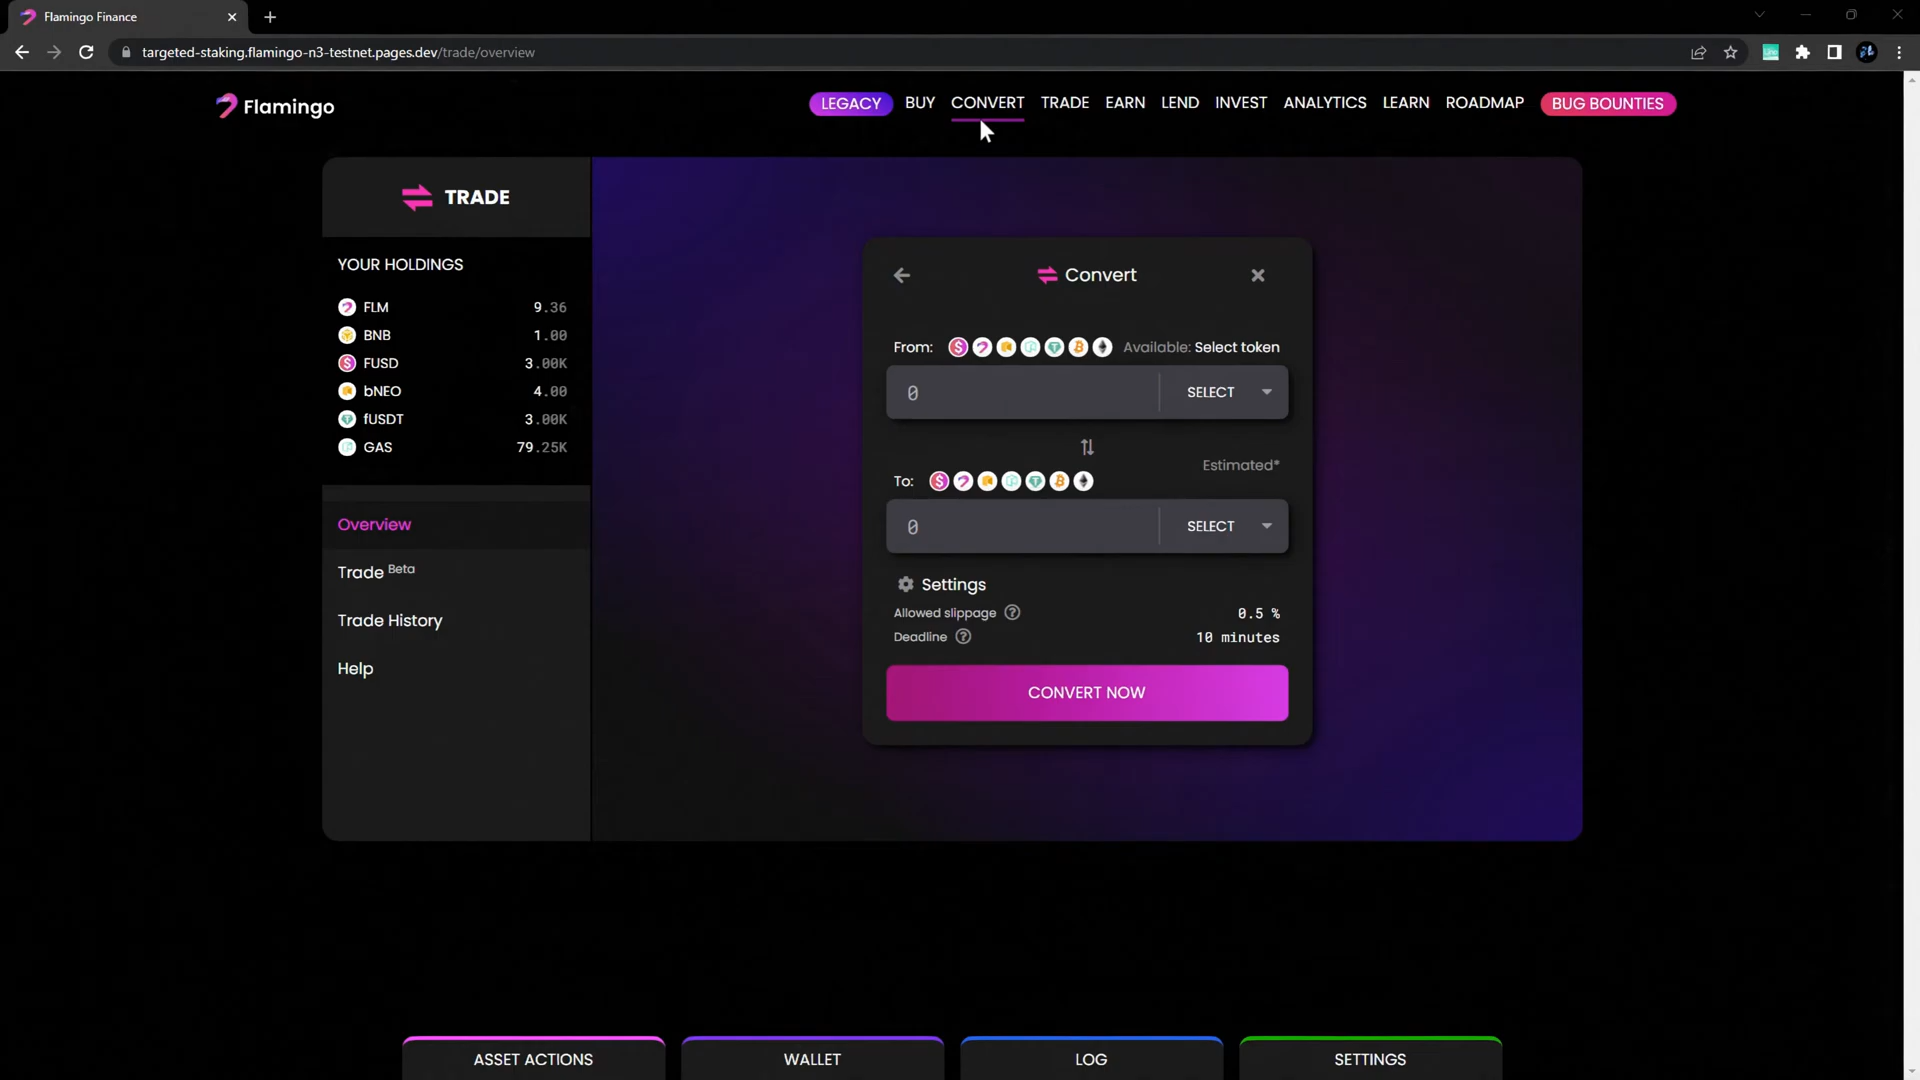 Flamingo Finance
targeted-staking.flamingo-n3-testnet.pages.dev/trade/overview
Flamingo
LEGACY BUY CONVERT TRADE EARN LEND INVEST ANALYTICS LEARN ROADMAP BUG BOUNTIES
TRADE
YOUR HOLDINGS
FLM 9.36
BNB 1.00
FUSD 3.00K
bNEO 4.00
fUSDT 3.00K
GAS 79.25K
Overview
Trade Beta
Trade History
Help
Convert
From: Available: Select token
0 SELECT
Estimated*
To:
0 SELECT
Settings
Allowed slippage ? 0.5 %
Deadline ? 10 minutes
CONVERT NOW
ASSET ACTIONS WALLET LOG SETTINGS